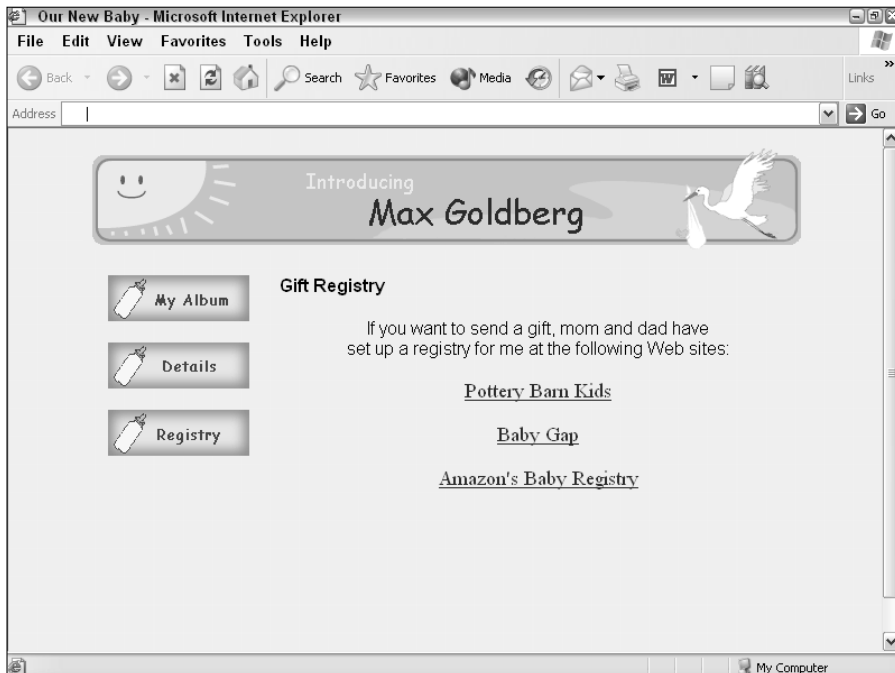 Our New Baby - Microsoft Internet Explorer
File Edit View Favorites Tools Help
Back Search Favorites Media W Links »
Address Go
Introducing
Max Goldberg
My Album
Details
Registry
Gift Registry
If you want to send a gift, mom and dad have
set up a registry for me at the following Web sites:
Pottery Barn Kids
Baby Gap
Amazon's Baby Registry
My Computer